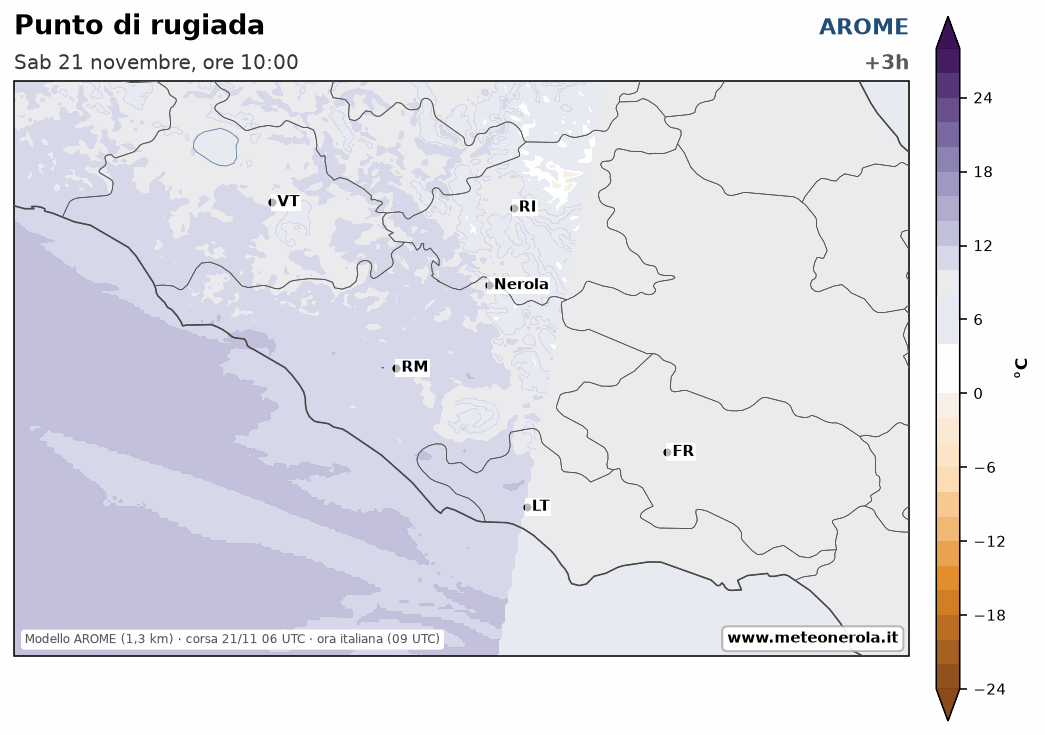 Punto di rugiada
AROME
Sab 21 novembre, ore 10:00
+3h
VT
RI
Nerola
RM
FR
LT
Modello AROME (1,3 km) · corsa 21/11 06 UTC · ora italiana (09 UTC)
www.meteonerola.it
24
18
12
6
0
−6
−12
−18
−24
°C